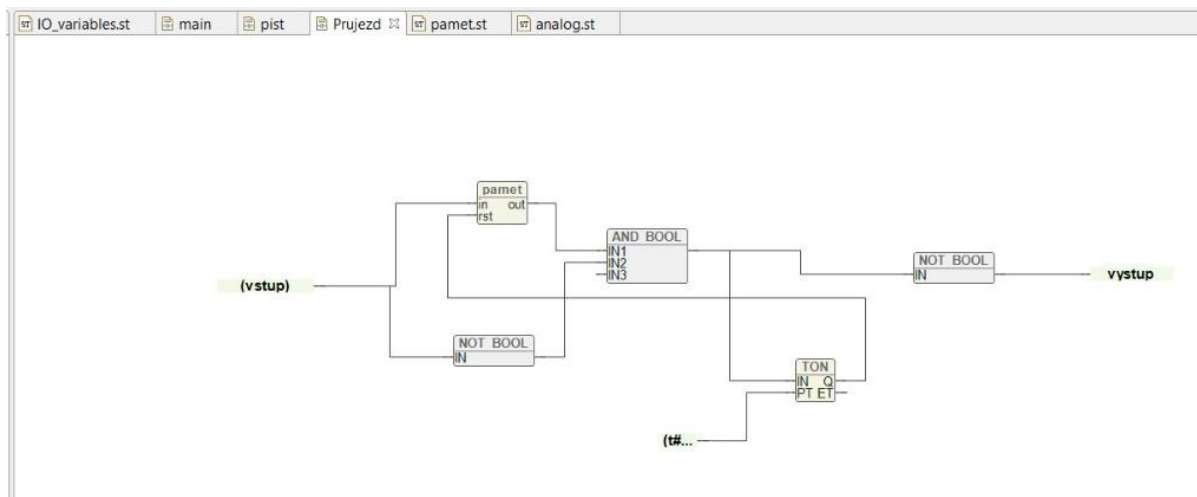 IO_variables.st main pist Prujezd pamet.st analog.st
pamet
in out
rst
AND BOOL
IN1
IN2
IN3
NOT BOOL
IN
vystup
(vstup)
NOT BOOL
IN
TON
IN Q
PT ET
(t#...